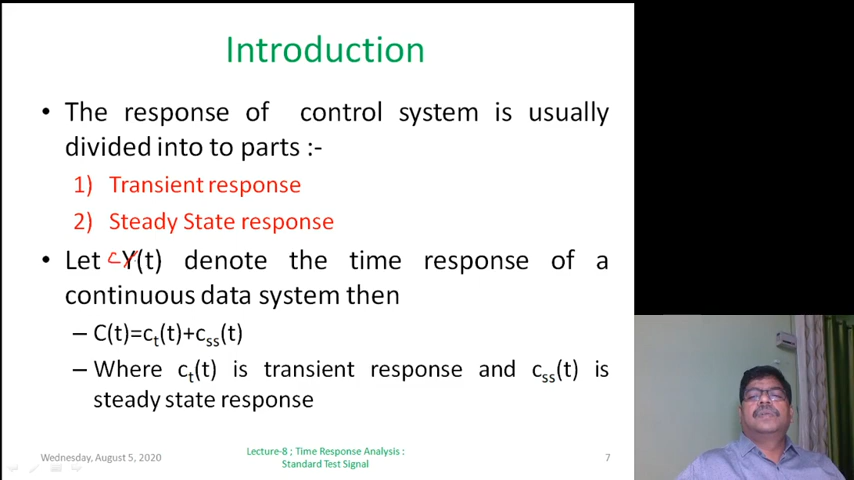 Introduction
• The response of control system is usually
divided into to parts :-
1) Transient response
2) Steady State response
• Let c Y(t) denote the time response of a
continuous data system then
– C(t)=ct(t)+css(t)
– Where ct(t) is transient response and css(t) is
steady state response
Wednesday, August 5, 2020
Lecture-8 ; Time Response Analysis :
Standard Test Signal
7